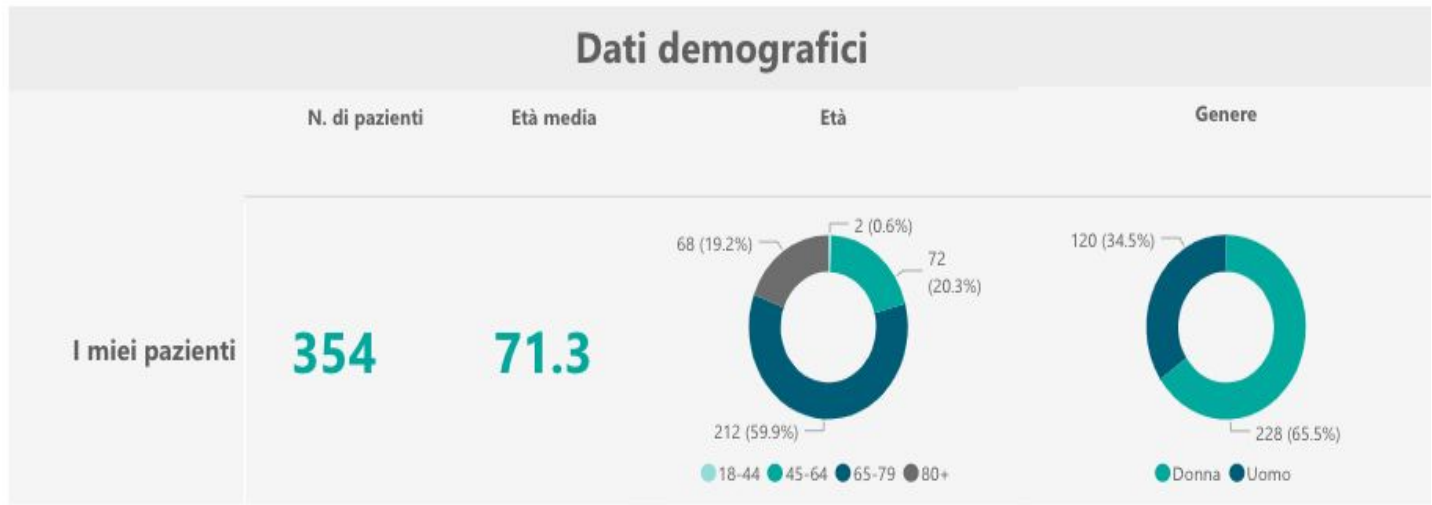 Dati demografici
N. di pazienti
Età media
Età
Genere
I miei pazienti
354
71.3
2 (0.6%)
68 (19.2%)
72
(20.3%)
212 (59.9%)
18-44 45-64 65-79 80+
120 (34.5%)
228 (65.5%)
Donna Uomo